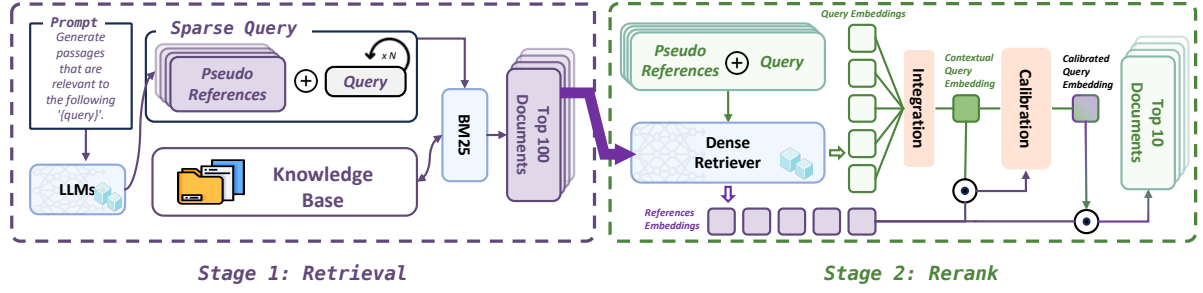 Prompt
Generate
passages
that are
relevant to
the following
'{query}'.
LLMs
Sparse Query
Pseudo
References
+
Query
x N
Knowledge
Base
BM25
Top 100
Documents
Stage 1: Retrieval
Pseudo
References
+
Query
Dense
Retriever
References
Embeddings
Query Embeddings
Integration
Contextual
Query
Embedding
Calibration
Calibrated
Query
Embedding
Top 10
Documents
Stage 2: Rerank